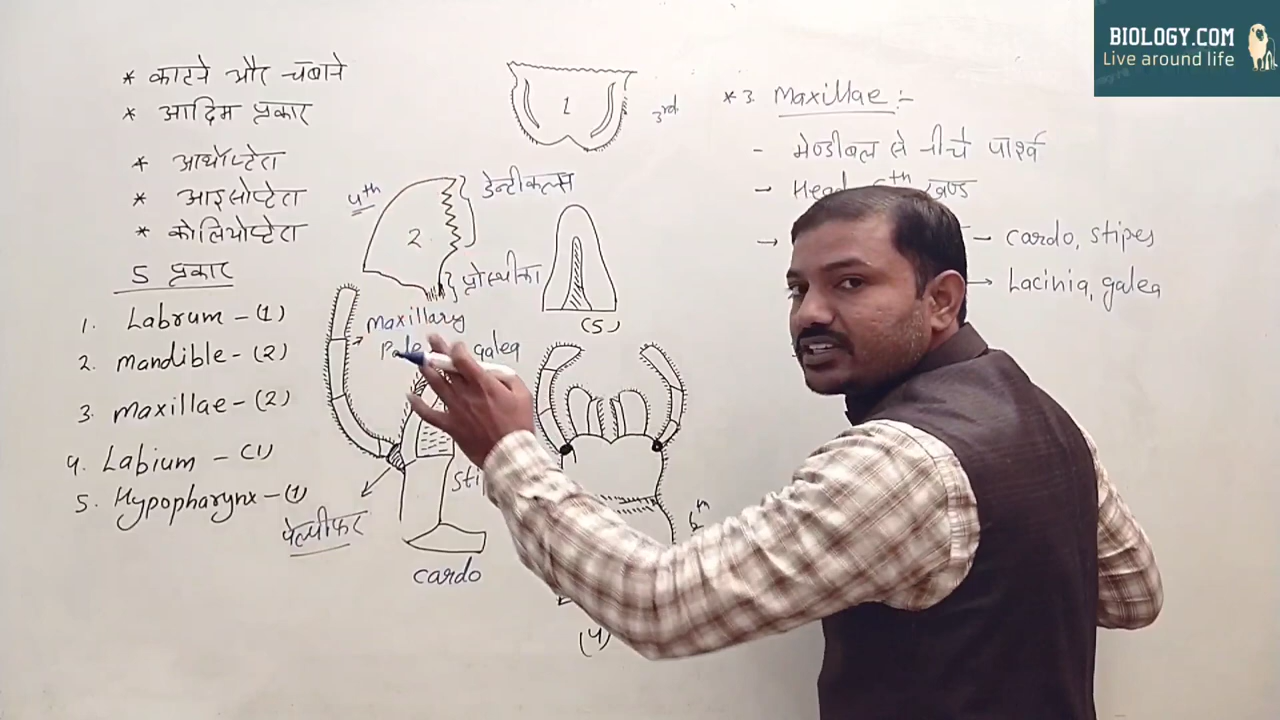 BIOLOGY.COM
Live around life
* काटने और चबाने
* आदिम प्रकार
* आर्थोप्टेरा
* आइसोप्टेरा
* कोलियोप्टेरा
5 प्रकार
1. Labrum - (1)
2. mandible - (2)
3. maxillae - (2)
4. Labium - (1)
5. Hypopharynx - (1)
1
3rd
4th
2
डेन्टीकल्स
प्रोस्थीका
(5)
maxillary
galea
पेल्पीफर
cardo
(4)
* 3. Maxillae :-
- मेण्डीबल से नीचे पार्श्व
- Head खण्ड
- cardo, stipes
→ Lacinia, galea